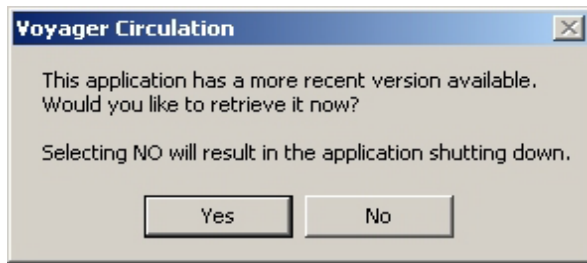 Voyager Circulation
This application has a more recent version available.
Would you like to retrieve it now?
Selecting NO will result in the application shutting down.
Yes
No